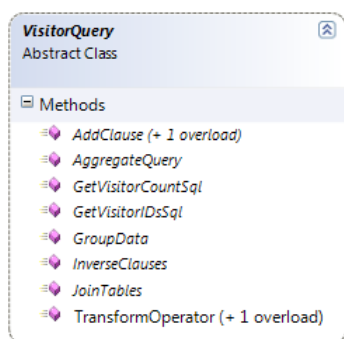 VisitorQuery
Abstract Class
Methods
AddClause (+ 1 overload)
AggregateQuery
GetVisitorCountSql
GetVisitorIDsSql
GroupData
InverseClauses
JoinTables
TransformOperator (+ 1 overload)